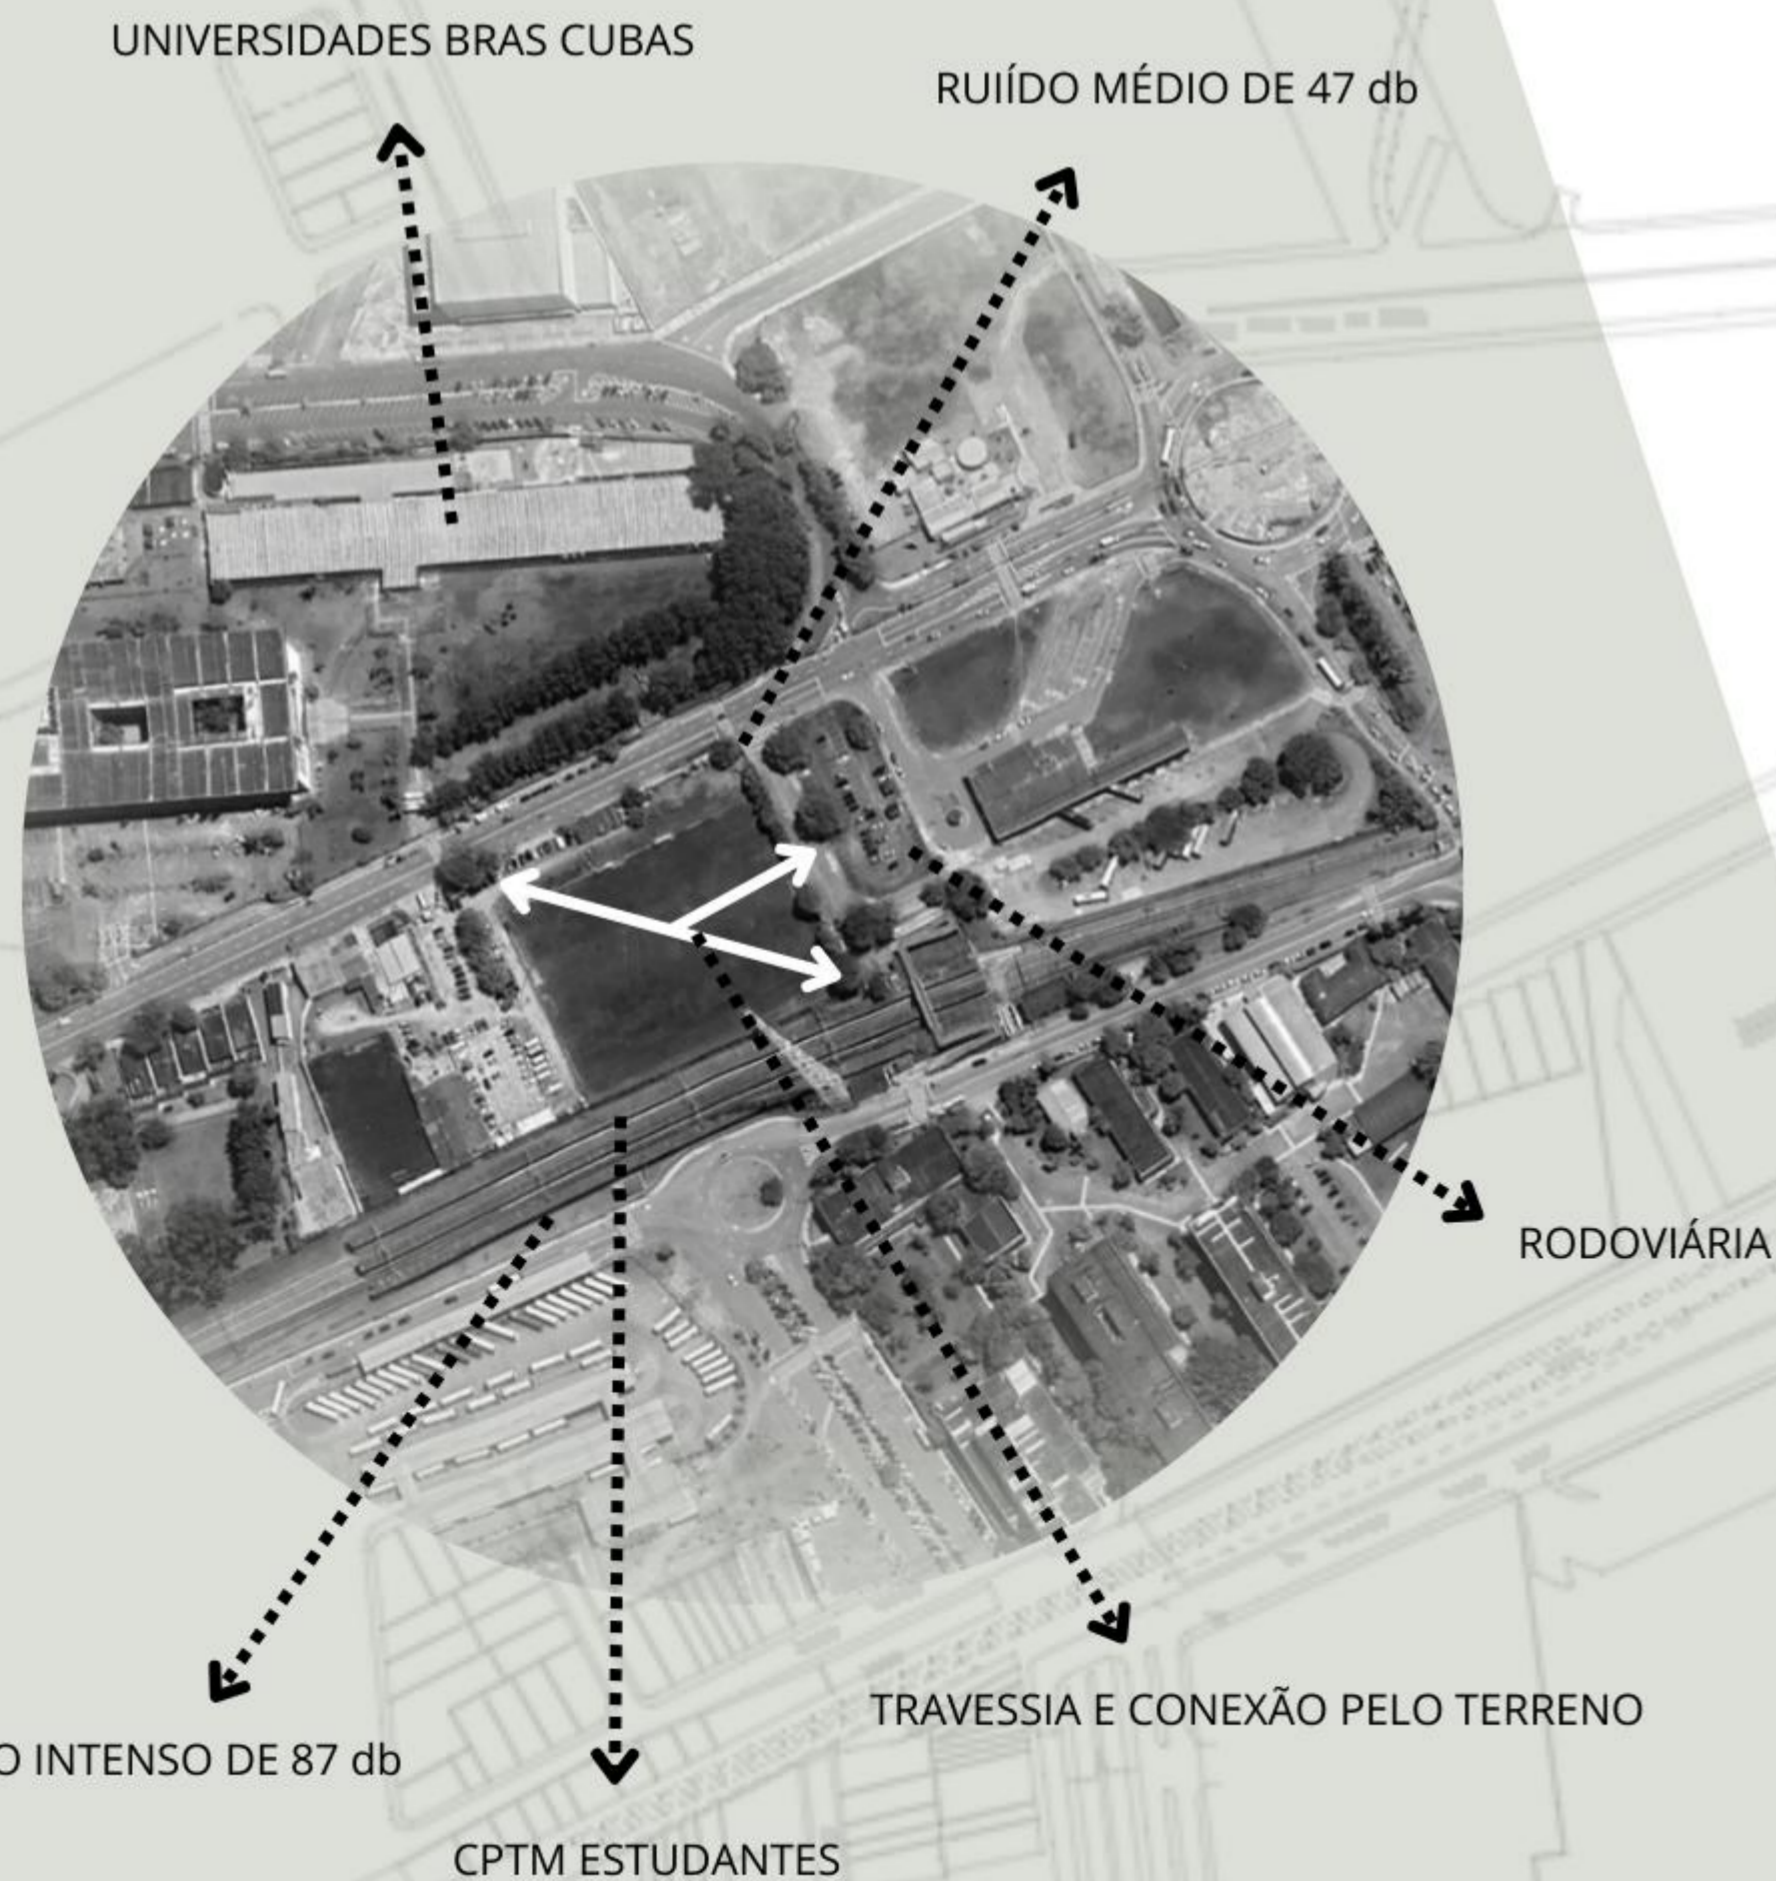 UNIVERSIDADES BRAS CUBAS
RUIÍDO MÉDIO DE 47 db
RODOVIÁRIA
TRAVESSIA E CONEXÃO PELO TERRENO
O INTENSO DE 87 db
CPTM ESTUDANTES